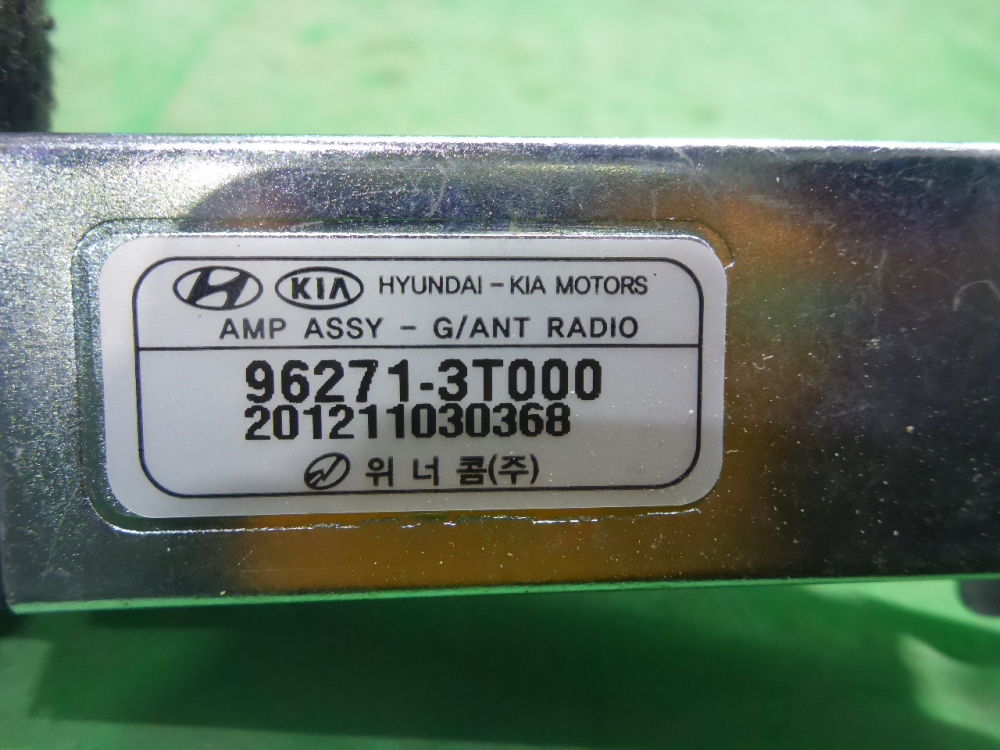 KIA HYUNDAI - KIA MOTORS
AMP ASSY - G/ANT RADIO
96271-3T000
201211030368
위너콤(주)